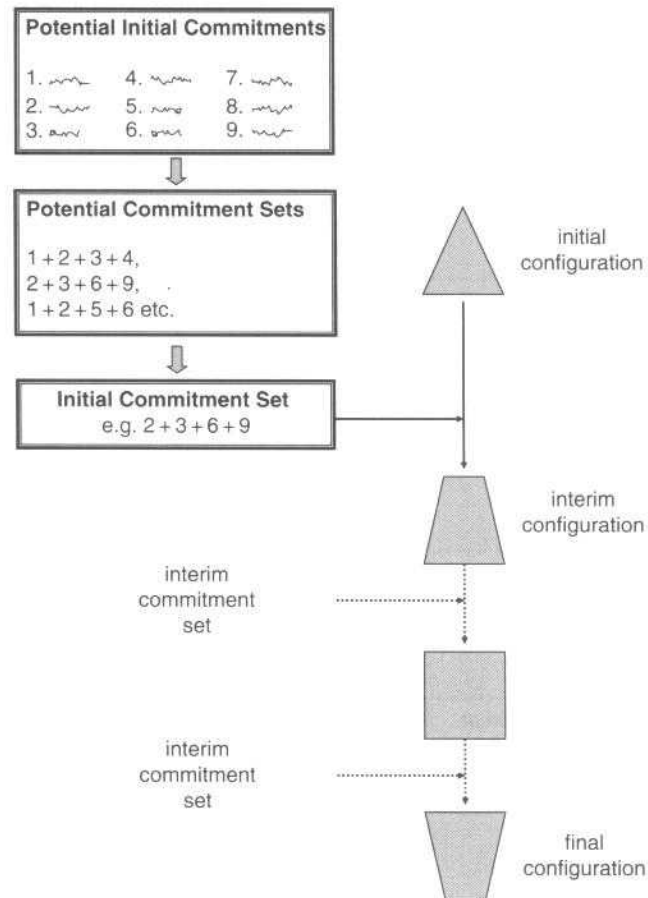 Potential Initial Commitments
1. 4. 7.
2. 5. 8.
3. 6. 9.
Potential Commitment Sets
1 + 2 + 3 + 4,
2 + 3 + 6 + 9,
1 + 2 + 5 + 6 etc.
Initial Commitment Set
e.g. 2 + 3 + 6 + 9
initial
configuration
interim
configuration
interim
commitment
set
interim
commitment
set
final
configuration